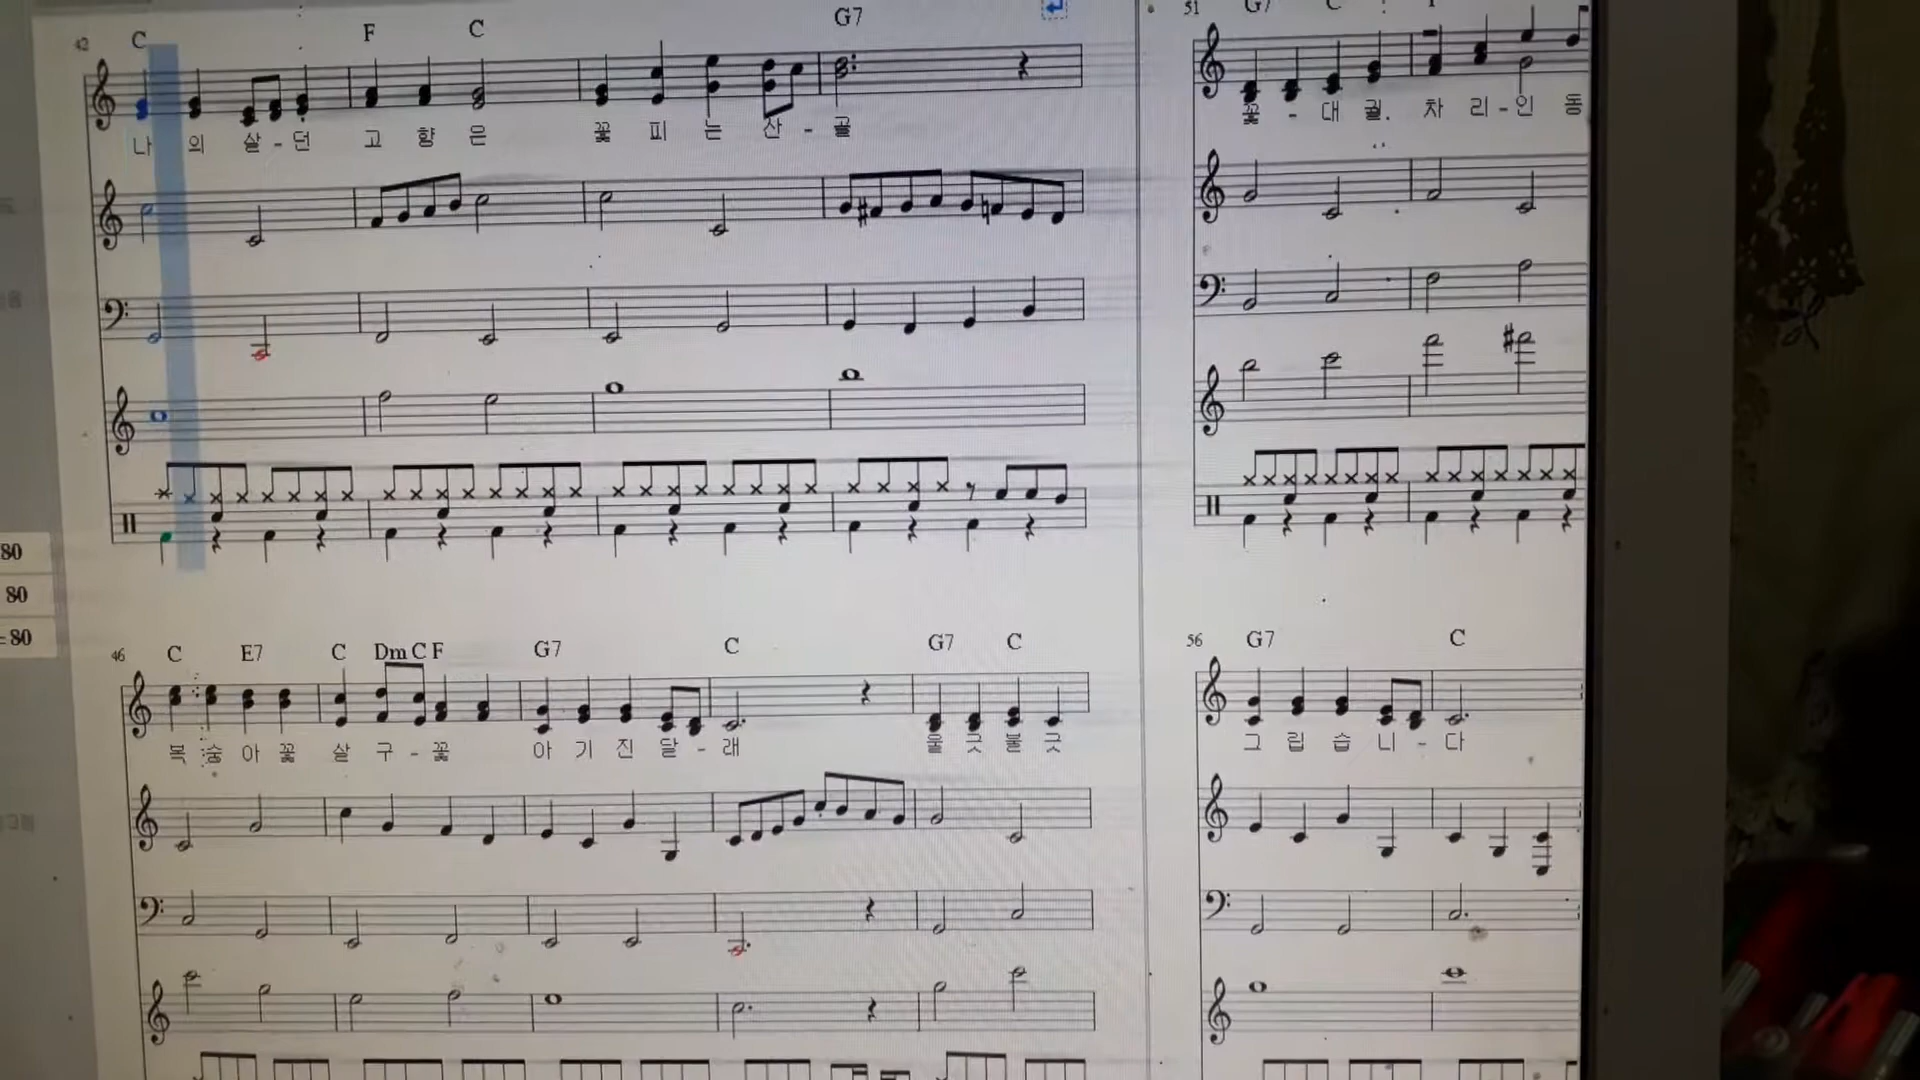 42 C F C G7
나 의 살 - 던 고 향 은 꽃 피 는 산 - 골
80
80
=80
46 C E7 C Dm C F G7 C G7 C
복 숭 아 꽃 살 구 - 꽃 아 기 진 달 - 래 울 긋 불 긋
51 G7 C F
꽃 - 대 궐. 차 리 - 인 동
56 G7 C
그 립 습 니 - 다